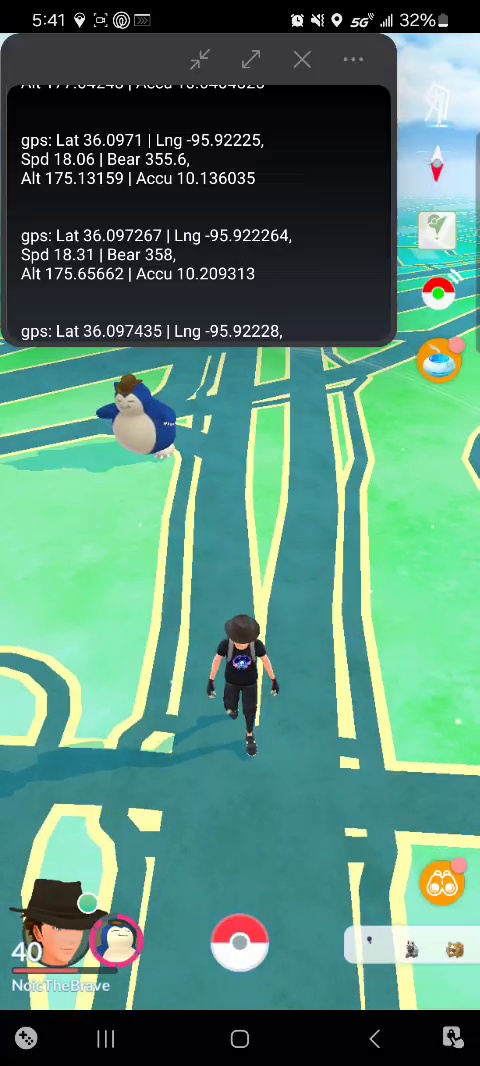 5:41
5G
32%
gps: Lat 36.0971 | Lng -95.92225,
Spd 18.06 | Bear 355.6,
Alt 175.13159 | Accu 10.136035
gps: Lat 36.097267 | Lng -95.922264,
Spd 18.31 | Bear 358,
Alt 175.65662 | Accu 10.209313
gps: Lat 36.097435 | Lng -95.92228,
40
NoicTheBrave